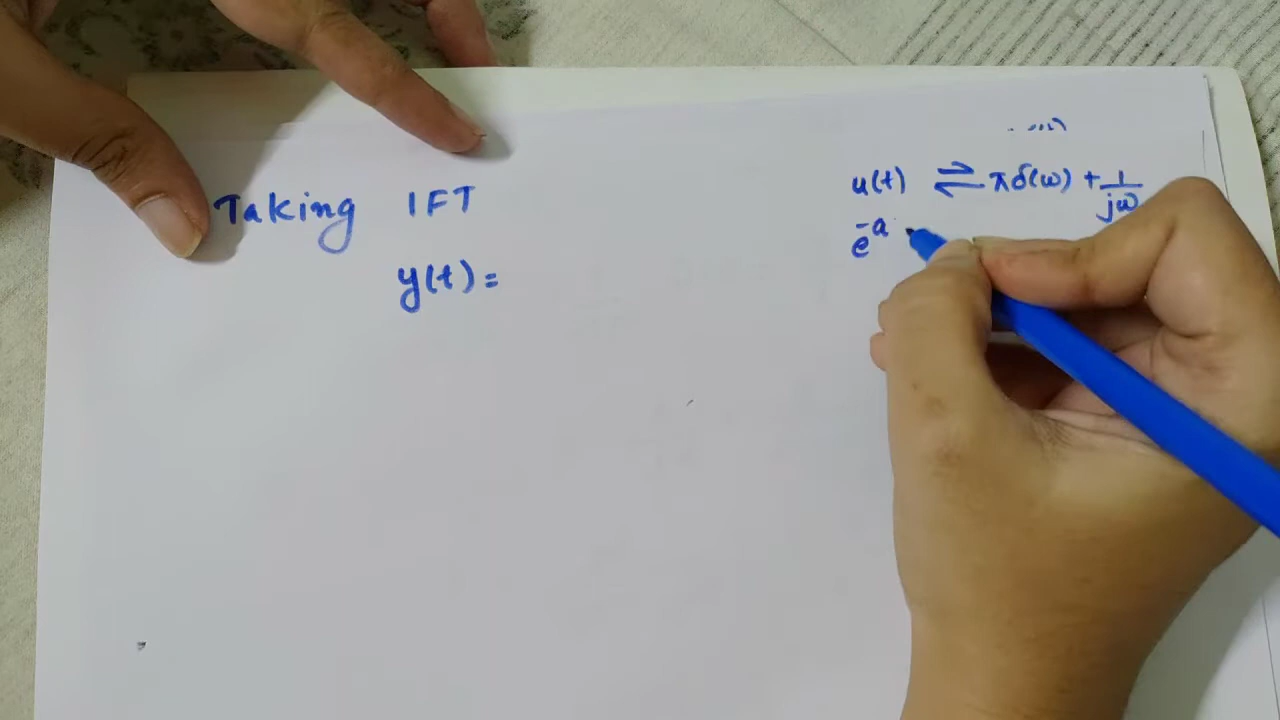 Taking IFT
y(t) =
u(t) ⇌ πδ(ω) + 1/jω
e^-a